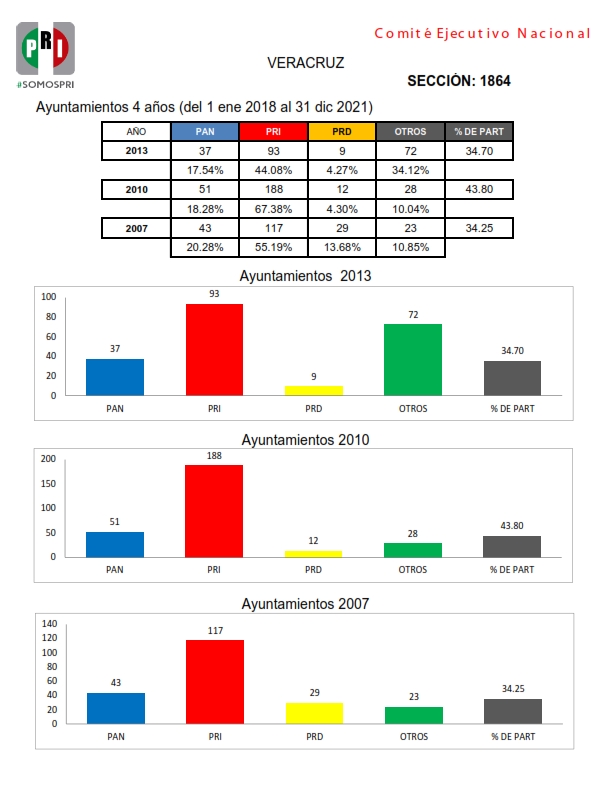 Comité Ejecutivo Nacional
PRI
#SOMOSPRI
VERACRUZ
SECCIÓN: 1864
Ayuntamientos 4 años (del 1 ene 2018 al 31 dic 2021)
AÑO PAN PRI PRD OTROS % DE PART
2013 37 93 9 72 34.70
17.54% 44.08% 4.27% 34.12%
2010 51 188 12 28 43.80
18.28% 67.38% 4.30% 10.04%
2007 43 117 29 23 34.25
20.28% 55.19% 13.68% 10.85%
Ayuntamientos 2013
100
80
60
40
20
0
37 93 9 72 34.70
PAN PRI PRD OTROS % DE PART
Ayuntamientos 2010
200
150
100
50
0
51 188 12 28 43.80
PAN PRI PRD OTROS % DE PART
Ayuntamientos 2007
140
120
100
80
60
40
20
0
43 117 29 23 34.25
PAN PRI PRD OTROS % DE PART